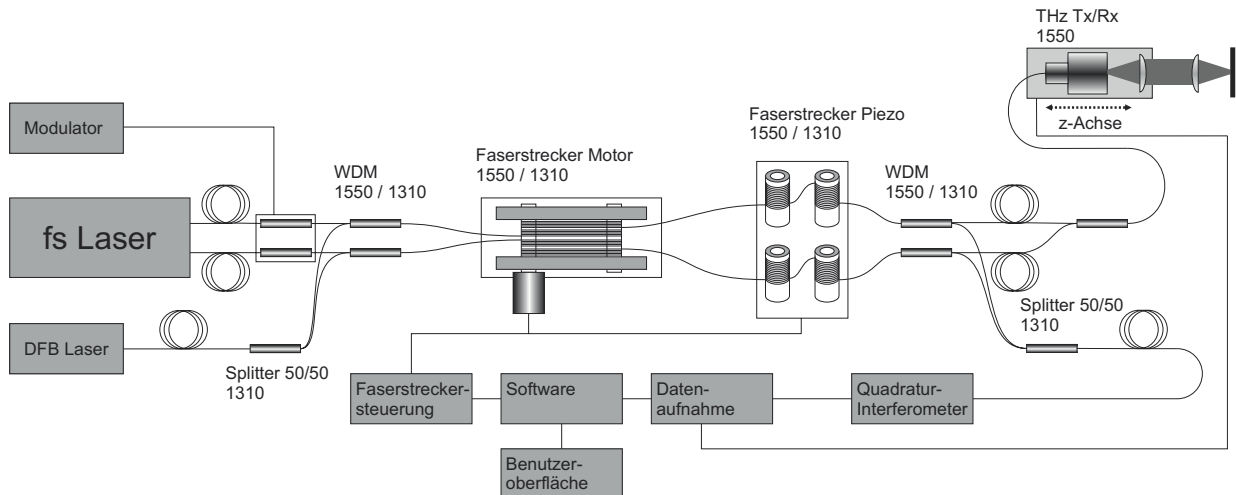 THz Tx/Rx
1550
z-Achse
Modulator
WDM
1550 / 1310
Faserstrecker Motor
1550 / 1310
Faserstrecker Piezo
1550 / 1310
WDM
1550 / 1310
fs Laser
DFB Laser
Splitter 50/50
1310
Splitter 50/50
1310
Faserstrecker-
steuerung
Software
Daten-
aufnahme
Quadratur-
Interferometer
Benutzer-
oberfläche